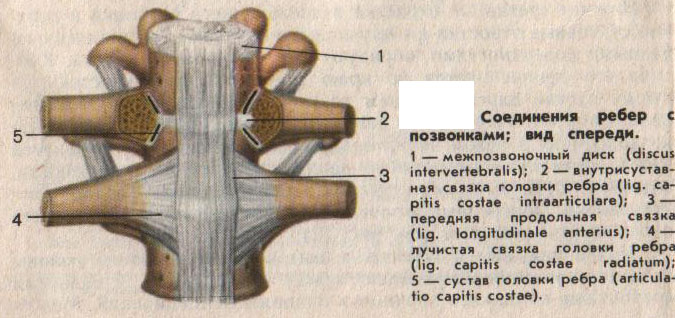 1
2
3
4
5
Соединения ребер с
позвонками; вид спереди.
1 — межпозвоночный диск (discus
intervertebralis); 2 — внутрисустав-
ная связка головки ребра (lig. ca-
pitis costae intraarticulare); 3 —
передняя продольная связка
(lig. longitudinale anterius); 4 —
лучистая связка головки ребра
(lig. capitis costae radiatum);
5 — сустав головки ребра (articula-
tio capitis costae).